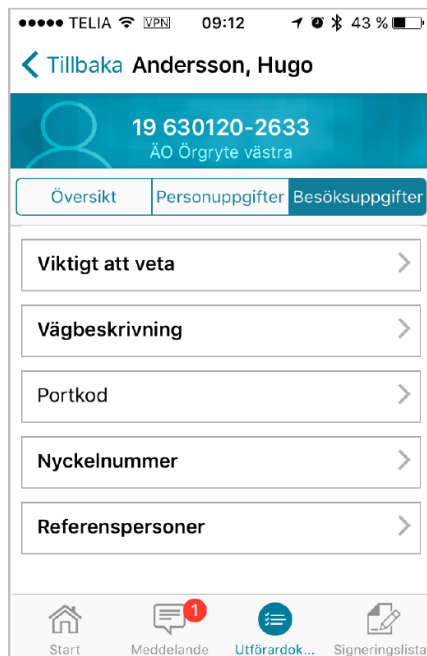 TELIA VPN 09:12 43 %
Tillbaka Andersson, Hugo
19 630120-2633
ÄO Örgryte västra
Översikt Personuppgifter Besöksuppgifter
Viktigt att veta
Vägbeskrivning
Portkod
Nyckelnummer
Referenspersoner
1
Start Meddelande Utförardok... Signeringslista